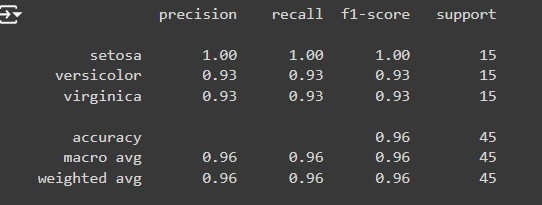 precision recall f1-score support
setosa 1.00 1.00 1.00 15
versicolor 0.93 0.93 0.93 15
virginica 0.93 0.93 0.93 15
accuracy 0.96 45
macro avg 0.96 0.96 0.96 45
weighted avg 0.96 0.96 0.96 45